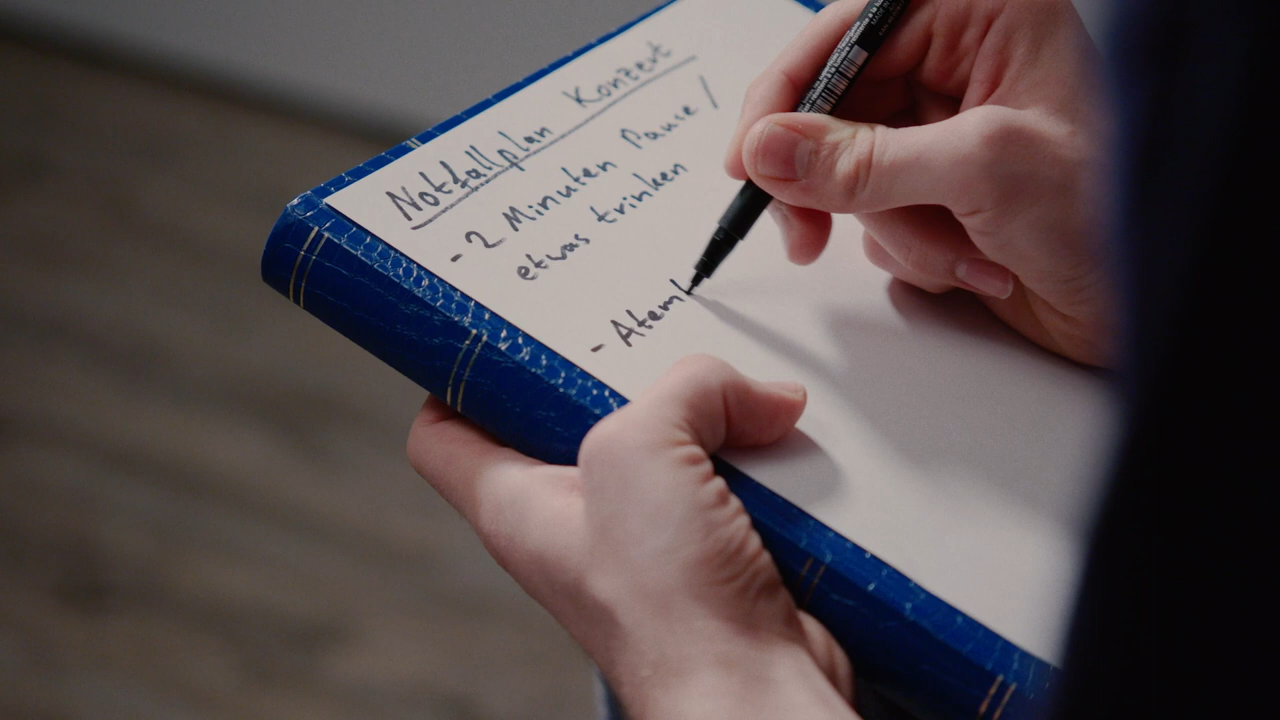 Notfallplan Konzert
- 2 Minuten Pause /
etwas trinken
- Atem